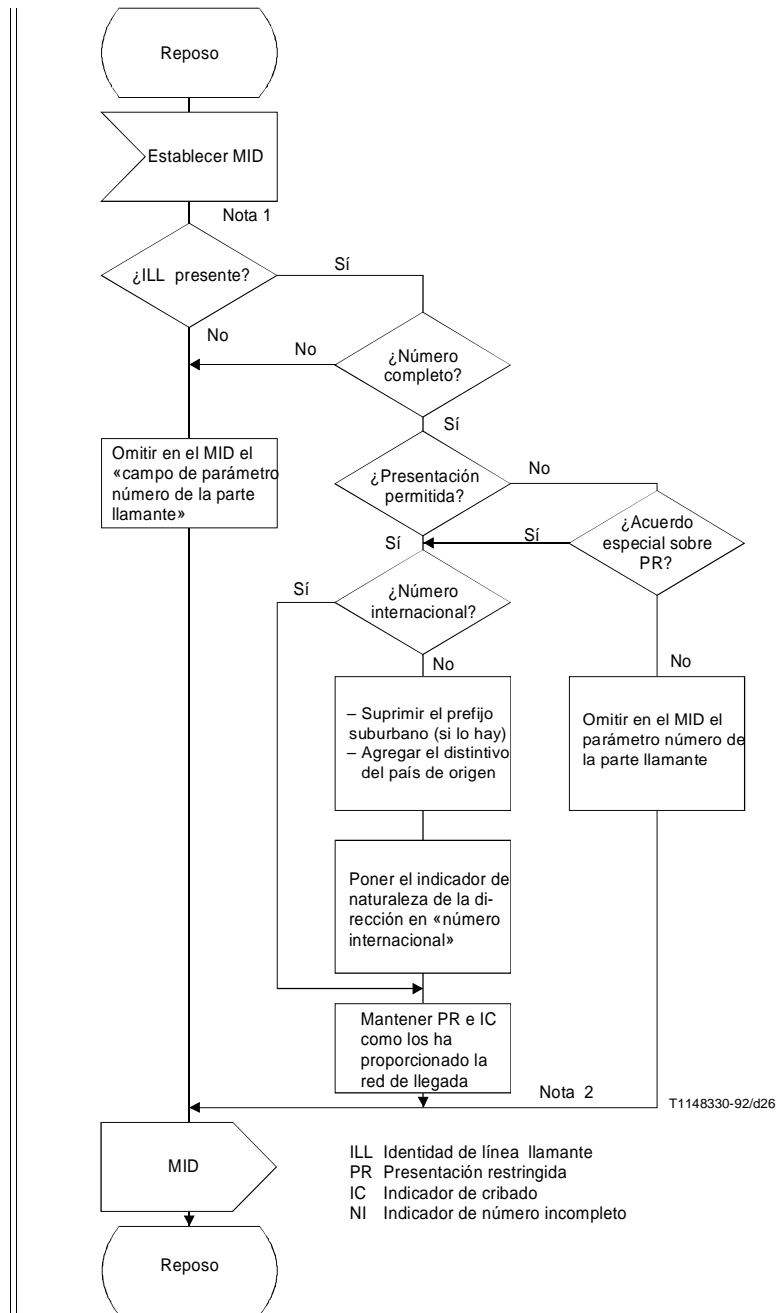 Reposo
Establecer MID
Nota 1
¿ILL presente?
Sí
No
No
¿Número
completo?
Sí
Omitir en el MID el
«campo de parámetro
número de la parte
llamante»
¿Presentación
permitida?
No
Sí
Sí
¿Acuerdo
especial sobre
PR?
Sí
¿Número
internacional?
No
No
– Suprimir el prefijo
suburbano (si lo hay)
– Agregar el distintivo
del país de origen
Omitir en el MID el
parámetro número de
la parte llamante
Poner el indicador de
naturaleza de la di-
rección en «número
internacional»
Mantener PR e IC
como los ha
proporcionado la
red de llegada
Nota 2
T1148330-92/d26
MID
ILL Identidad de línea llamante
PR Presentación restringida
IC Indicador de cribado
NI Indicador de número incompleto
Reposo